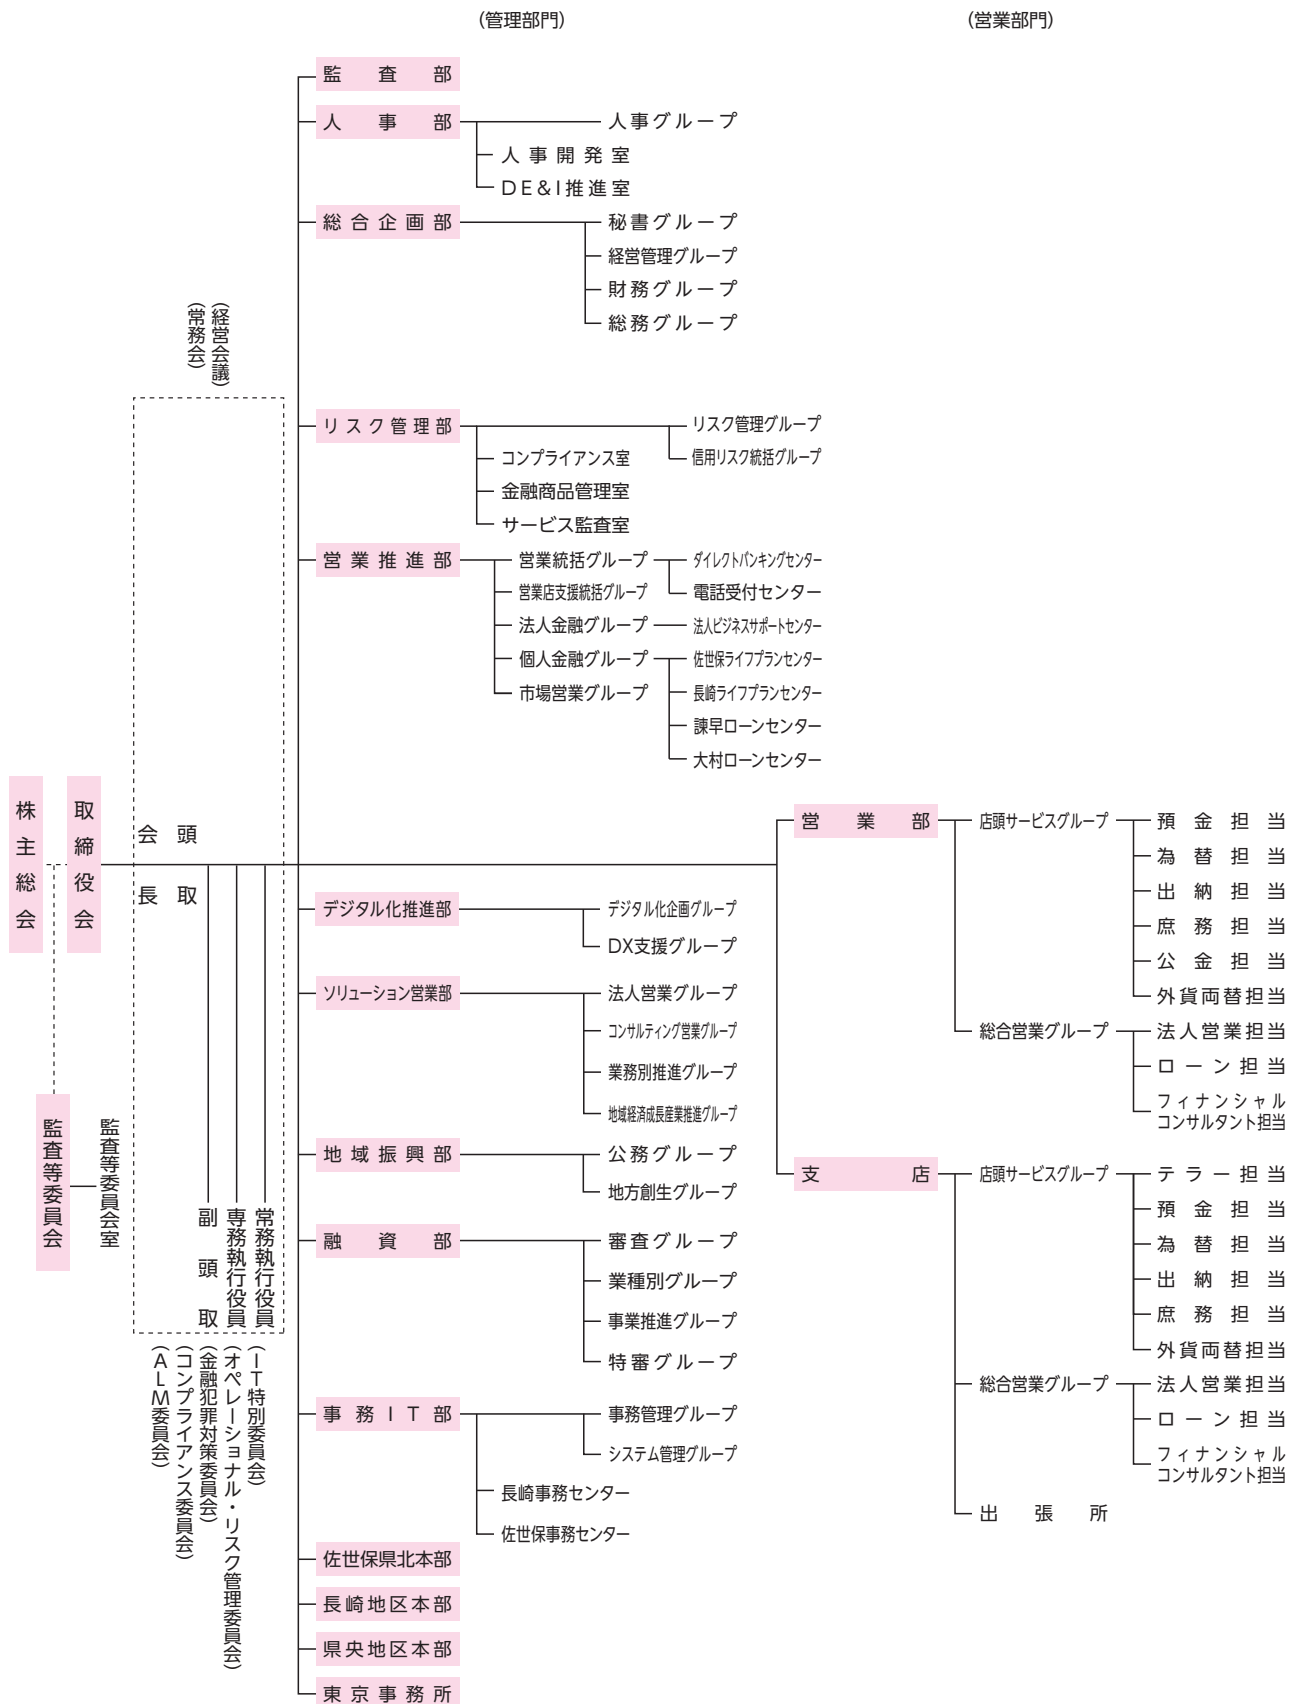 (管理部門)
(営業部門)
監査部
人事部
人事グループ
人事開発室
DE&I推進室
総合企画部
秘書グループ
経営管理グループ
財務グループ
総務グループ
(経営会議)
(常務会)
リスク管理部
リスク管理グループ
信用リスク統括グループ
コンプライアンス室
金融商品管理室
サービス監査室
営業推進部
営業統括グループ
ダイレクトバンキングセンター
電話受付センター
営業店支援統括グループ
法人金融グループ
法人ビジネスサポートセンター
個人金融グループ
佐世保ライフプランセンター
長崎ライフプランセンター
諫早ローンセンター
大村ローンセンター
市場営業グループ
株主総会
取締役会
会長
頭取
副頭取
専務執行役員
常務執行役員
監査等委員会
監査等委員会室
(IT特別委員会)
(オペレーショナル・リスク管理委員会)
(金融犯罪対策委員会)
(コンプライアンス委員会)
(ALM委員会)
デジタル化推進部
デジタル化企画グループ
DX支援グループ
ソリューション営業部
法人営業グループ
コンサルティング営業グループ
業務別推進グループ
地域経済成長産業推進グループ
地域振興部
公務グループ
地方創生グループ
融資部
審査グループ
業種別グループ
事業推進グループ
特審グループ
事務IT部
事務管理グループ
システム管理グループ
長崎事務センター
佐世保事務センター
佐世保県北本部
長崎地区本部
県央地区本部
東京事務所
営業部
店頭サービスグループ
預金担当
為替担当
出納担当
庶務担当
公金担当
外貨両替担当
総合営業グループ
法人営業担当
ローン担当
フィナンシャル
コンサルタント担当
支店
店頭サービスグループ
テラー担当
預金担当
為替担当
出納担当
庶務担当
外貨両替担当
総合営業グループ
法人営業担当
ローン担当
フィナンシャル
コンサルタント担当
出張所